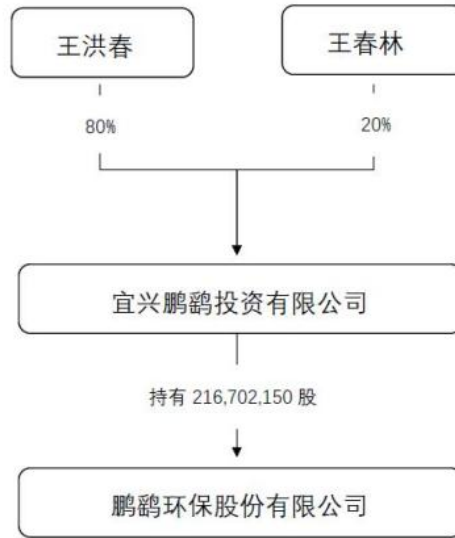 王洪春
王春林
80%
20%
宜兴鹏鹞投资有限公司
持有 216,702,150 股
鹏鹞环保股份有限公司